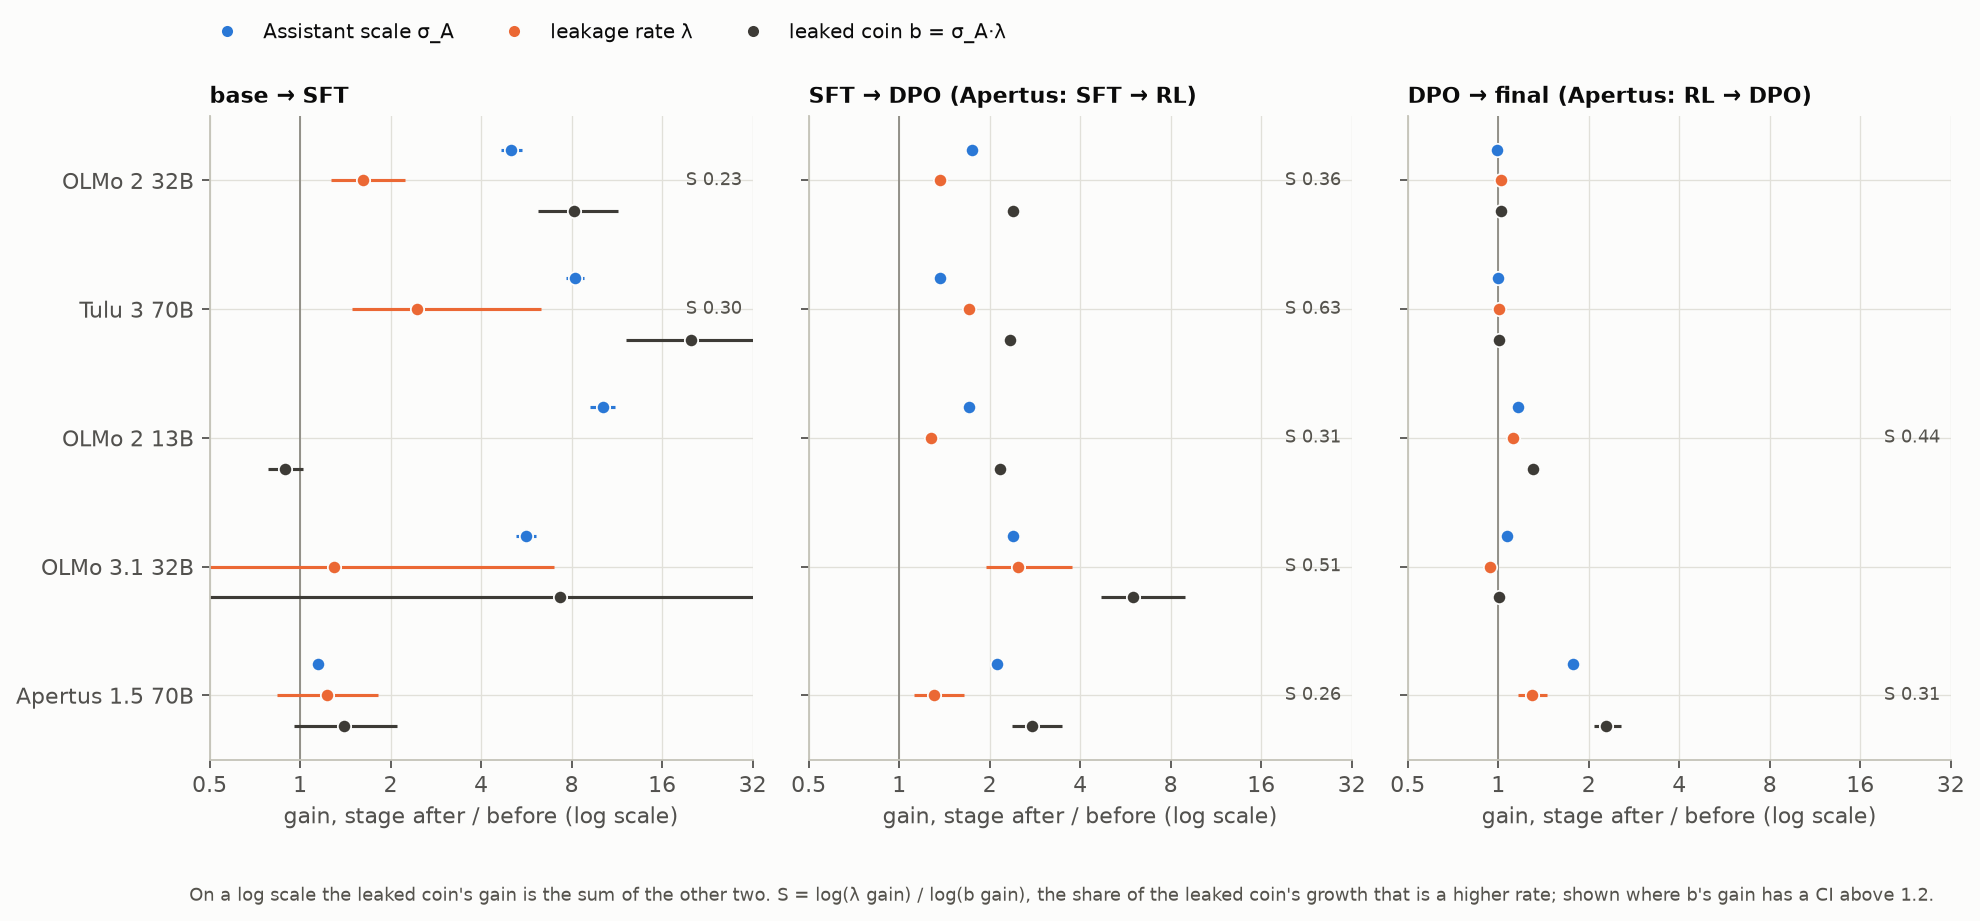 Assistant scale σ_A   leakage rate λ   leaked coin b = σ_A·λ
base → SFT
SFT → DPO (Apertus: SFT → RL)
DPO → final (Apertus: RL → DPO)
OLMo 2 32B
S 0.23
S 0.36
Tulu 3 70B
S 0.30
S 0.63
OLMo 2 13B
S 0.31
S 0.44
OLMo 3.1 32B
S 0.51
Apertus 1.5 70B
S 0.26
S 0.31
0.5 1 2 4 8 16 32
0.5 1 2 4 8 16 32
0.5 1 2 4 8 16 32
gain, stage after / before (log scale)
gain, stage after / before (log scale)
gain, stage after / before (log scale)
On a log scale the leaked coin's gain is the sum of the other two. S = log(λ gain) / log(b gain), the share of the leaked coin's growth that is a higher rate; shown where b's gain has a CI above 1.2.